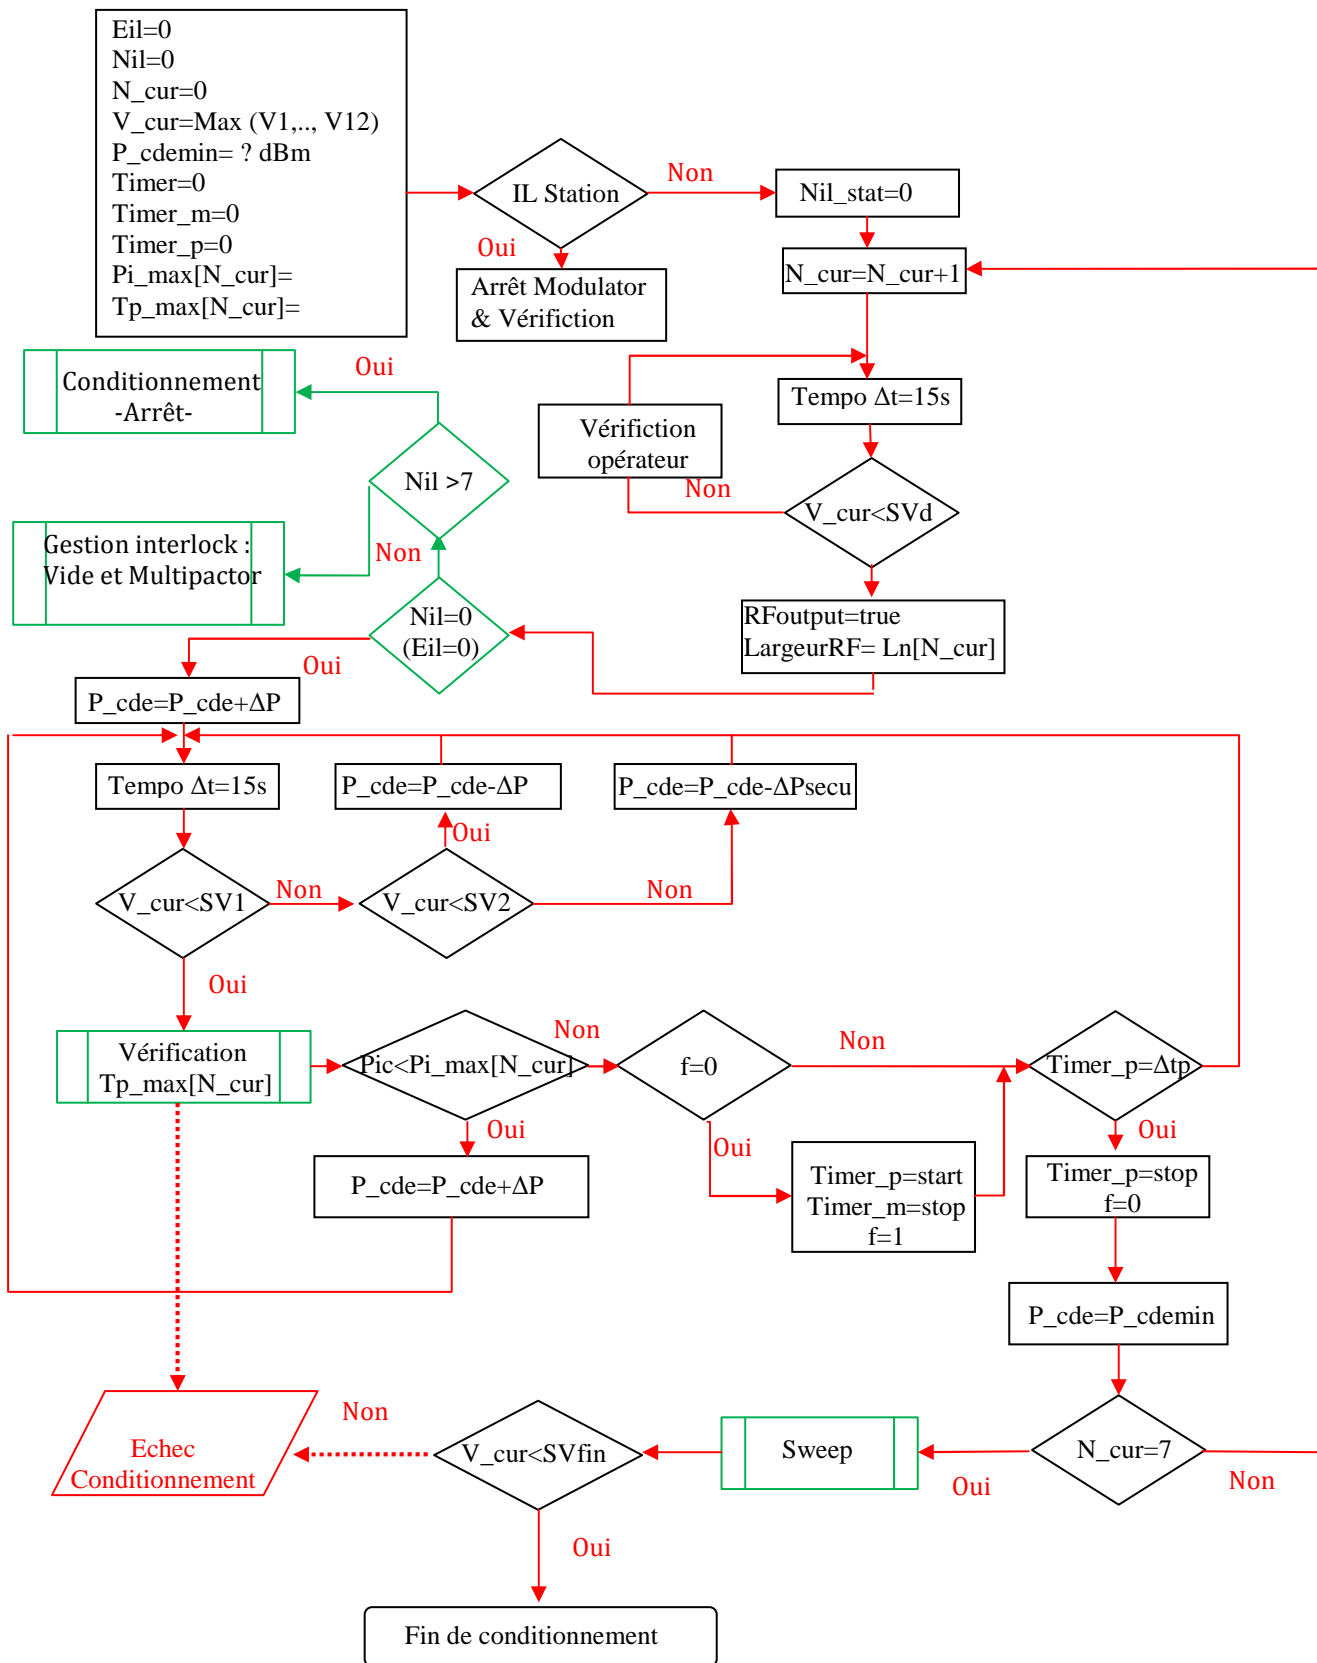 Eil=0
Nil=0
N_cur=0
V_cur=Max (V1,.., V12)
P_cdemin= ? dBm
Timer=0
Timer_m=0
Timer_p=0
Pi_max[N_cur]=
Tp_max[N_cur]=
IL Station
Non
Nil_stat=0
Oui
Arrêt Modulator
& Vérifiction
N_cur=N_cur+1
Conditionnement
-Arrêt-
Oui
Tempo Δt=15s
Vérifiction
opérateur
Nil >7
Non
V_cur<SVd
Gestion interlock :
Vide et Multipactor
Non
Nil=0
(Eil=0)
RFoutput=true
LargeurRF= Ln[N_cur]
Oui
P_cde=P_cde+ΔP
Tempo Δt=15s
P_cde=P_cde-ΔP
P_cde=P_cde-ΔPsecu
Oui
V_cur<SV1
Non
V_cur<SV2
Non
Oui
Vérification
Tp_max[N_cur]
Pic<Pi_max[N_cur]
Non
f=0
Non
Timer_p=Δtp
Oui
Oui
Oui
P_cde=P_cde+ΔP
Timer_p=start
Timer_m=stop
f=1
Timer_p=stop
f=0
P_cde=P_cdemin
Echec
Conditionnement
Non
V_cur<SVfin
Sweep
Oui
N_cur=7
Non
Oui
Fin de conditionnement